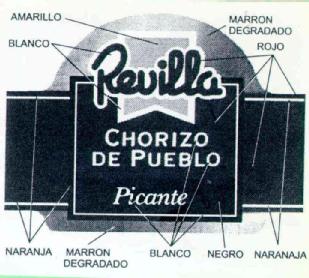 AMARILLO
MARRON
DEGRADADO
BLANCO
ROJO
Revilla
CHORIZO
DE PUEBLO
Picante
NARANJA
MARRON
DEGRADADO
BLANCO
NEGRO
NARANAJA